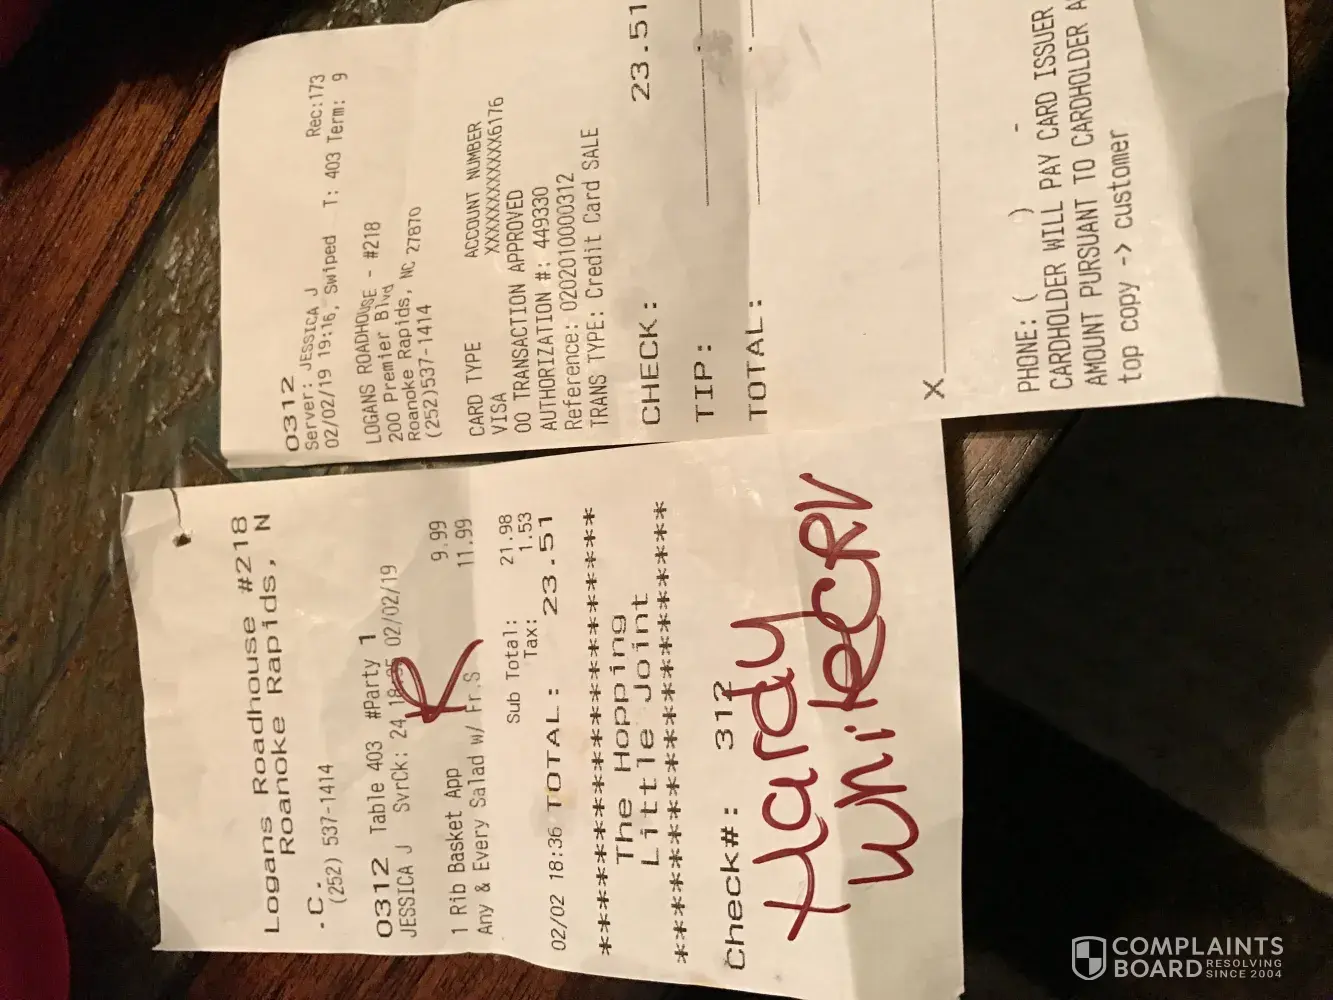 0312
Server: JESSICA J Rec:173
02/02/19 19:16, Swiped T: 403 Term: 9
LOGANS ROADHOUSE - #218
200 Premier Blvd
Roanoke Rapids, NC 27870
(252)537-1414
CARD TYPE ACCOUNT NUMBER
VISA XXXXXXXXXXXX6176
00 TRANSACTION APPROVED
AUTHORIZATION #: 449330
Reference: 0202010000312
TRANS TYPE: Credit Card SALE
CHECK: 23.51
TIP:
TOTAL:
X
PHONE: ( ) -
CARDHOLDER WILL PAY CARD ISSUER
AMOUNT PURSUANT TO CARDHOLDER A
top copy -> customer
Logans Roadhouse #218
Roanoke Rapids, N
.C.
(252) 537-1414
0312 Table 403 #Party 1
JESSICA J SvrCk: 24 02/02/19
R
1 Rib Basket App 9.99
Any & Every Salad w/ Fr.S 11.99
Sub Total: 21.98
Tax: 1.53
02/02 18:36 TOTAL: 23.51
*****************************
The Hopping
Little Joint
*****************************
Check#: 312
Hardy
White CRV
COMPLAINTS
BOARD RESOLVING
SINCE 2004